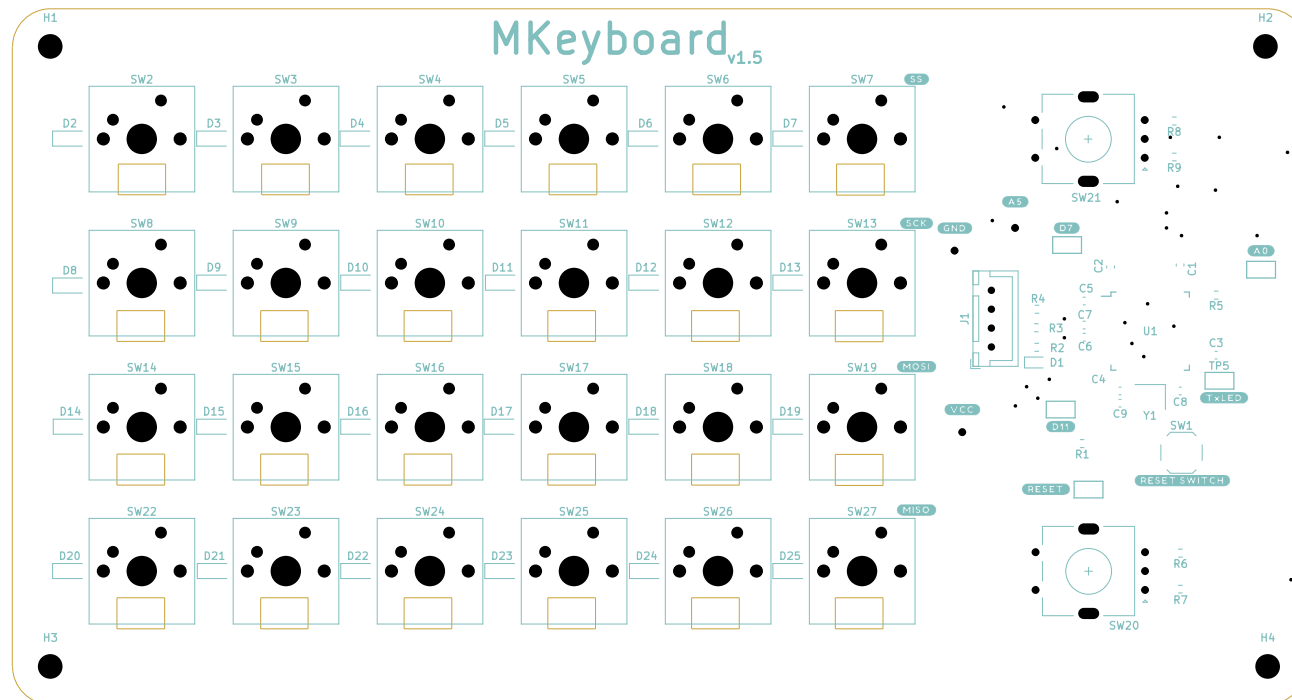 H1
H2
MKeyboard
v1.5
SW2 SW3 SW4 SW5 SW6 SW7 SS
D2 D3 D4 D5 D6 D7
R8
R9
SW21
A5
SW8 SW9 SW10 SW11 SW12 SW13 SCK
GND D7
A0
D8 D9 D10 D11 D12 D13
C2 C1
C5
R4 R5
J1 C7
R3 U1
R2 C6 C3
D1 TP5
SW14 SW15 SW16 SW17 SW18 SW19 MOSI
C4
TxLED
D14 D15 D16 D17 D18 D19
VCC C9 Y1 C8
D11 SW1
R1
RESET SWITCH
RESET
SW22 SW23 SW24 SW25 SW26 SW27 MISO
D20 D21 D22 D23 D24 D25
R6
R7
SW20
H3
H4